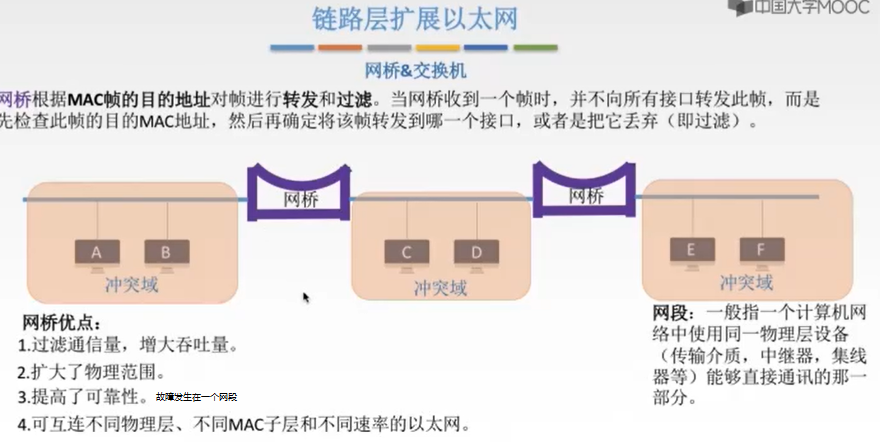 链路层扩展以太网
中国大学MOOC
网桥&交换机
网桥根据MAC帧的目的地址对帧进行转发和过滤。当网桥收到一个帧时，并不向所有接口转发此帧，而是
先检查此帧的目的MAC地址，然后再确定将该帧转发到哪一个接口，或者是把它丢弃（即过滤）。
网桥
网桥
A
B
C
D
E
F
冲突域
冲突域
冲突域
网桥优点：
1.过滤通信量，增大吞吐量。
2.扩大了物理范围。
3.提高了可靠性。 故障发生在一个网段
4.可互连不同物理层、不同MAC子层和不同速率的以太网。
网段：一般指一个计算机网
络中使用同一物理层设备
（传输介质，中继器，集线
器等）能够直接通讯的那一
部分。